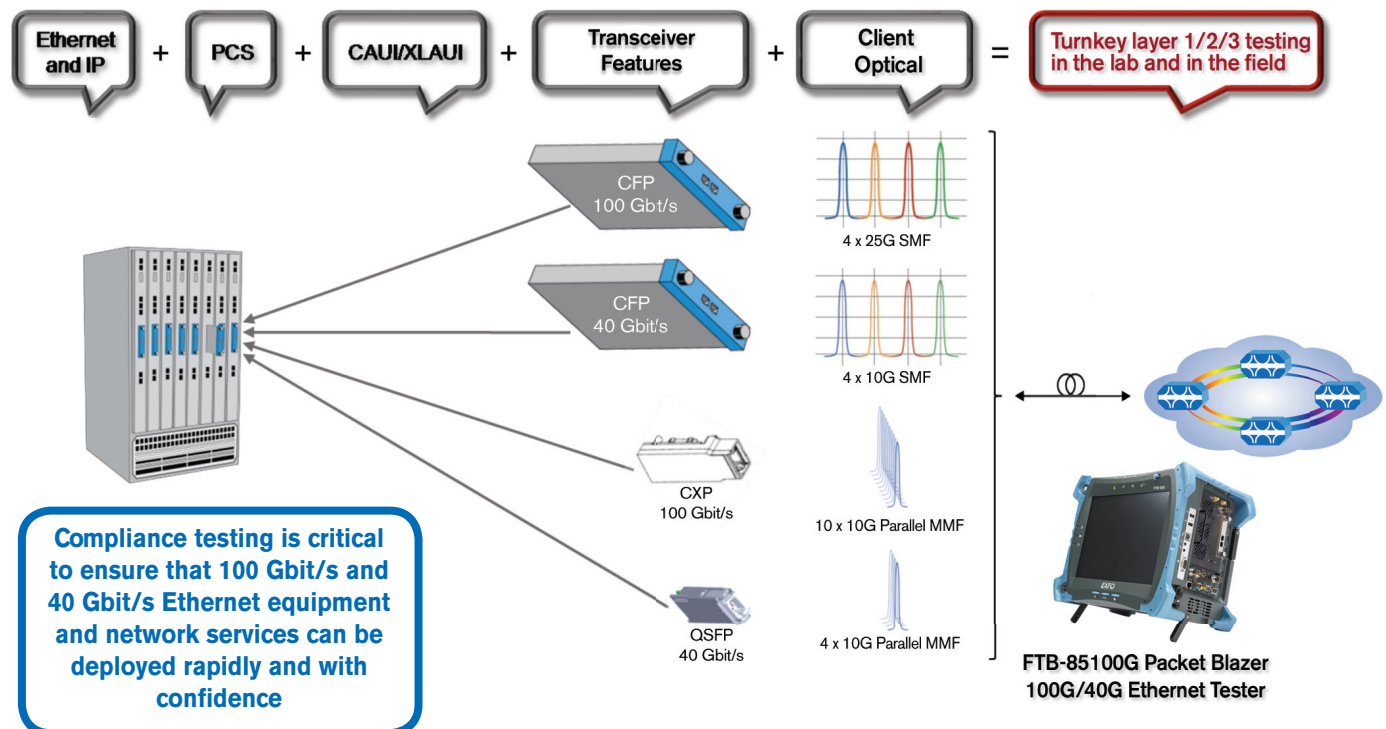 Ethernet
and IP
+
PCS
+
CAUI/XLAUI
+
Transceiver
Features
+
Client
Optical
=
Turnkey layer 1/2/3 testing
in the lab and in the field
CFP
100 Gbt/s
4 x 25G SMF
CFP
40 Gbit/s
4 x 10G SMF
CXP
100 Gbit/s
10 x 10G Parallel MMF
QSFP
40 Gbit/s
4 x 10G Parallel MMF
Compliance testing is critical
to ensure that 100 Gbit/s and
40 Gbit/s Ethernet equipment
and network services can be
deployed rapidly and with
confidence
EXFO
FTB-85100G Packet Blazer
100G/40G Ethernet Tester